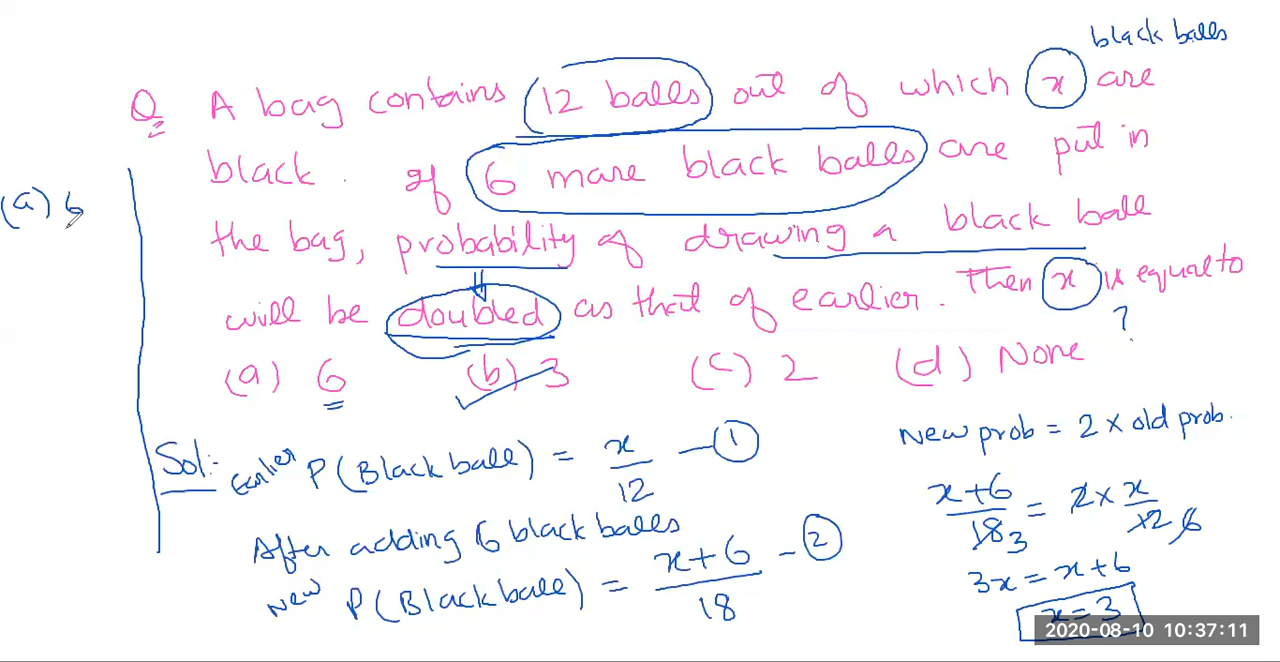 black balls
Q A bag contains 12 balls out of which x are
black. If 6 more black balls are put in
(a) 6
the bag, probability of drawing a black ball
will be doubled as that of earlier. Then x is equal to
?
(a) 6 (b) 3 (c) 2 (d) None
Sol:- Earlier P(Black ball) = x/12 — 1
After adding 6 black balls
New P(Black ball) = x+6/18 - 2
New prob = 2 × old prob.
x+6/18 3 = 2 × x/12 6
3x = x+6
x = 3
2020-08-10 10:37:11